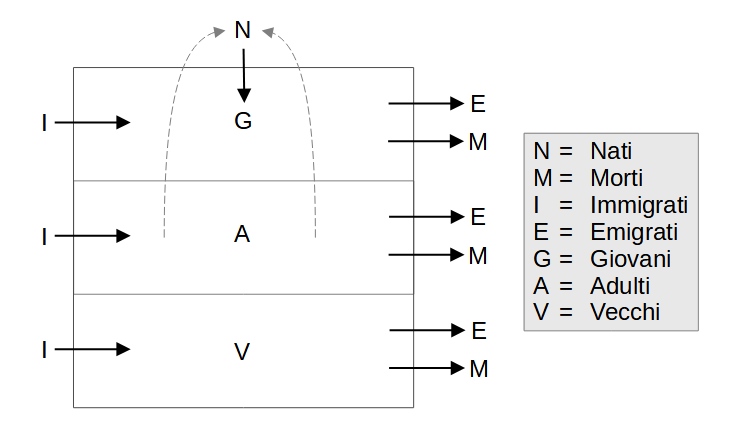 N
G
I
E
M
A
I
E
M
V
I
E
M
N = Nati
M = Morti
I = Immigrati
E = Emigrati
G = Giovani
A = Adulti
V = Vecchi